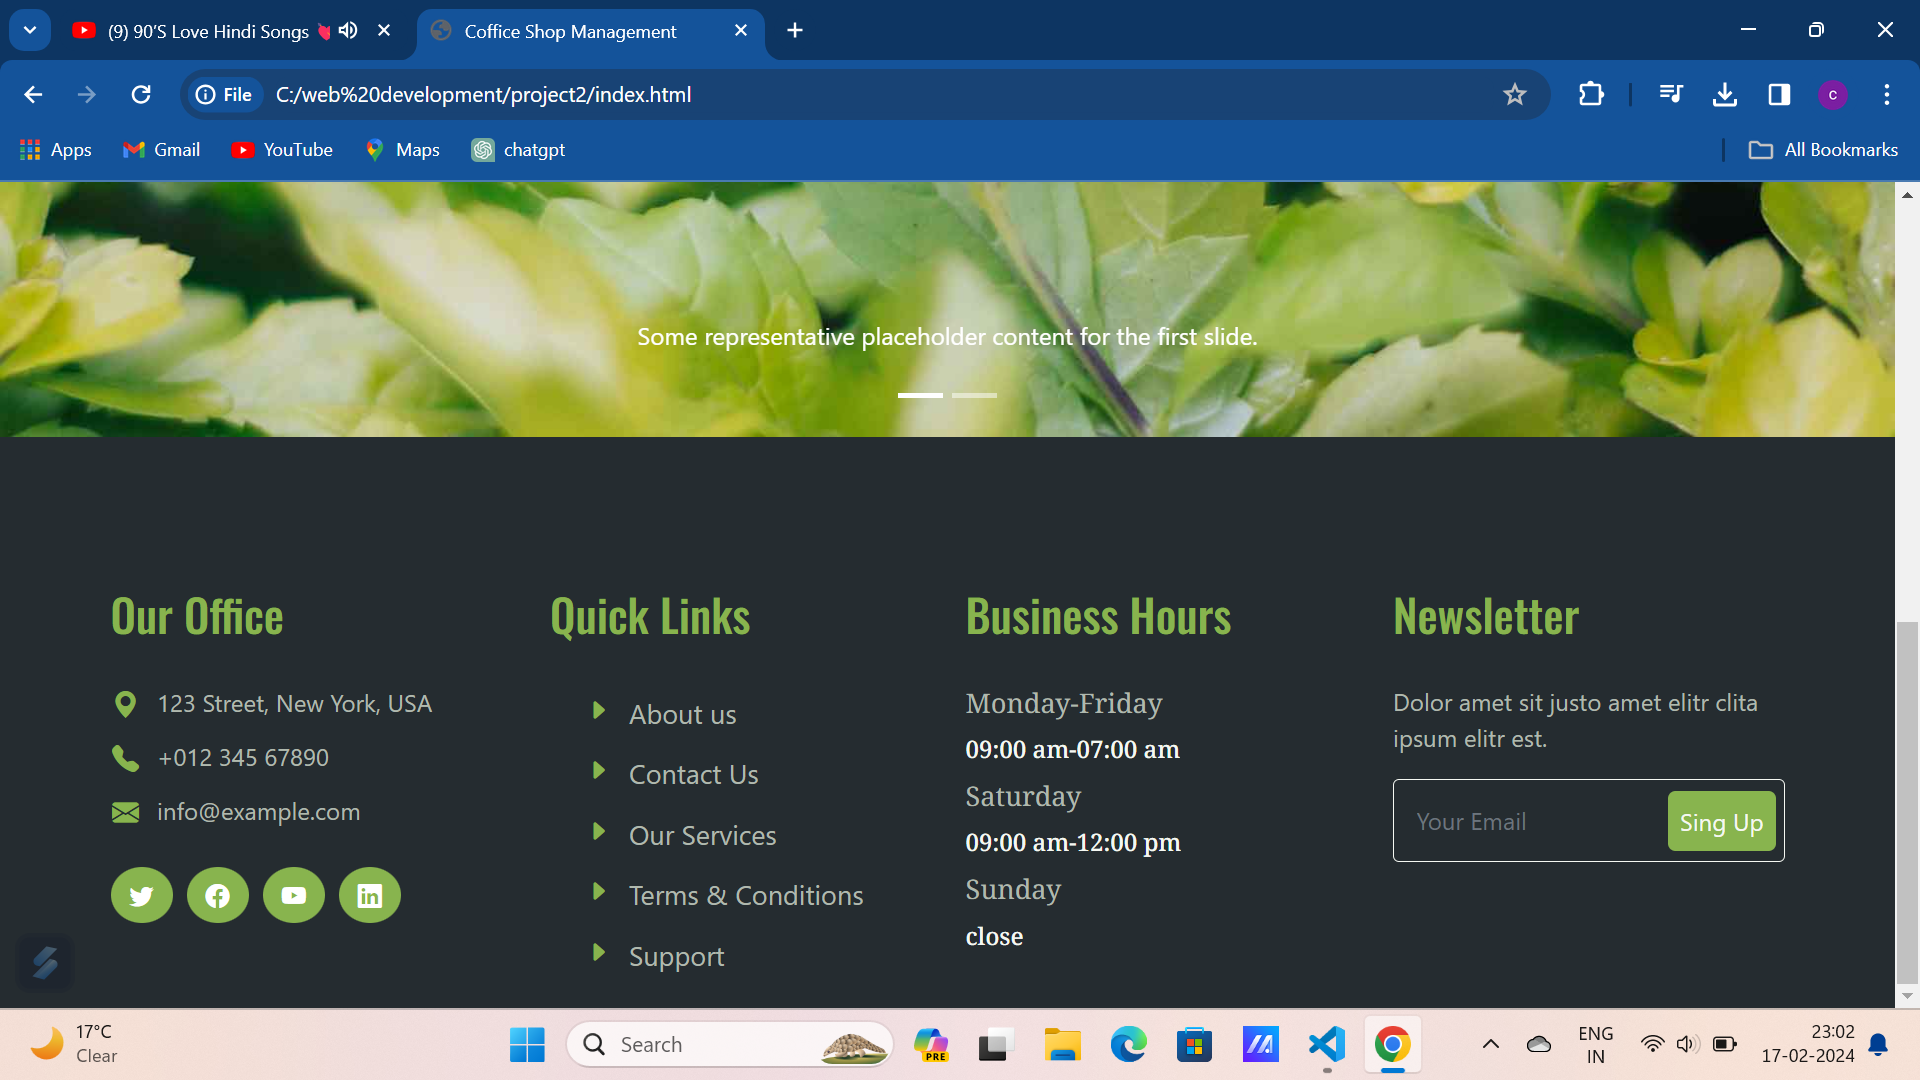 (9) 90'S Love Hindi Songs
Coffice Shop Management
File
C:/web%20development/project2/index.html
c
Apps
Gmail
YouTube
Maps
chatgpt
All Bookmarks
Some representative placeholder content for the first slide.
Our Office
123 Street, New York, USA
+012 345 67890
info@example.com
Quick Links
About us
Contact Us
Our Services
Terms & Conditions
Support
Business Hours
Monday-Friday
09:00 am-07:00 am
Saturday
09:00 am-12:00 pm
Sunday
close
Newsletter
Dolor amet sit justo amet elitr clita
ipsum elitr est.
Your Email
Sing Up
17°C
Clear
Search
PRE
ENG
IN
23:02
17-02-2024